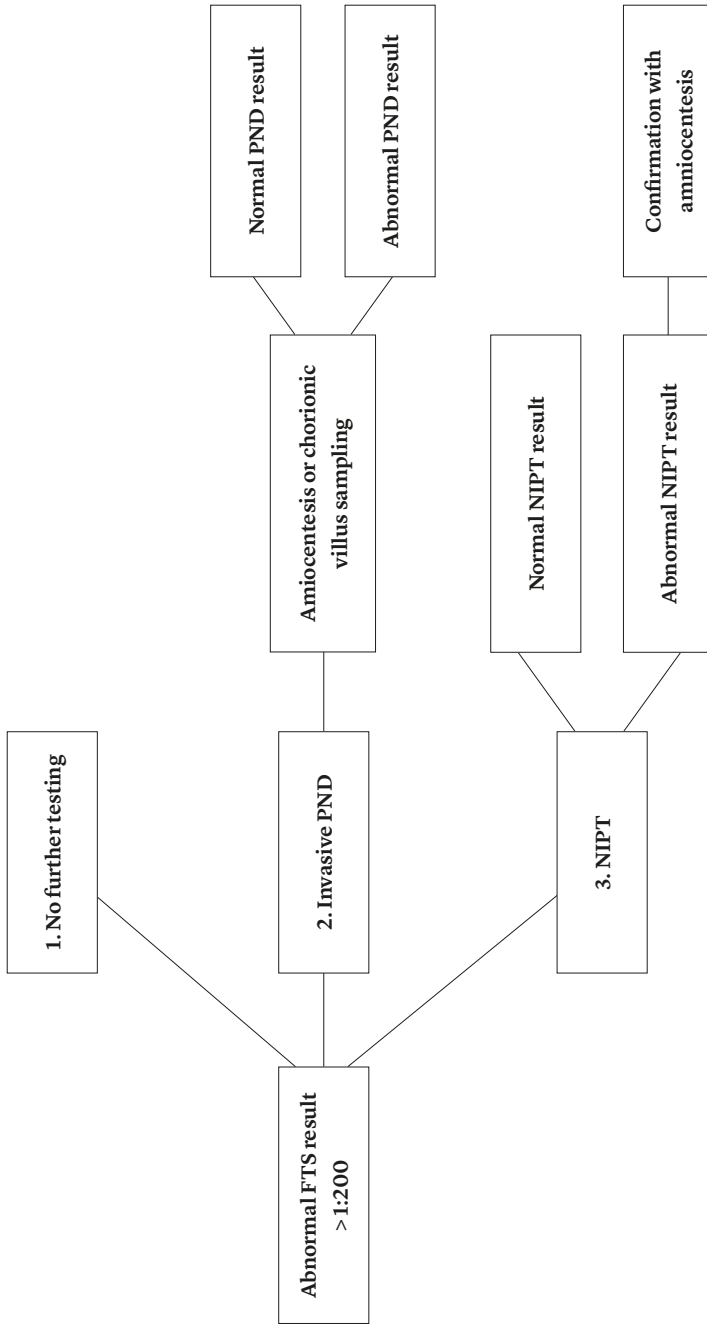 Abnormal FTS result
> 1:200
1. No further testing
2. Invasive PND
3. NIPT
Amiocentesis or chorionic
villus sampling
Normal NIPT result
Abnormal NIPT result
Normal PND result
Abnormal PND result
Confirmation with
amniocentesis